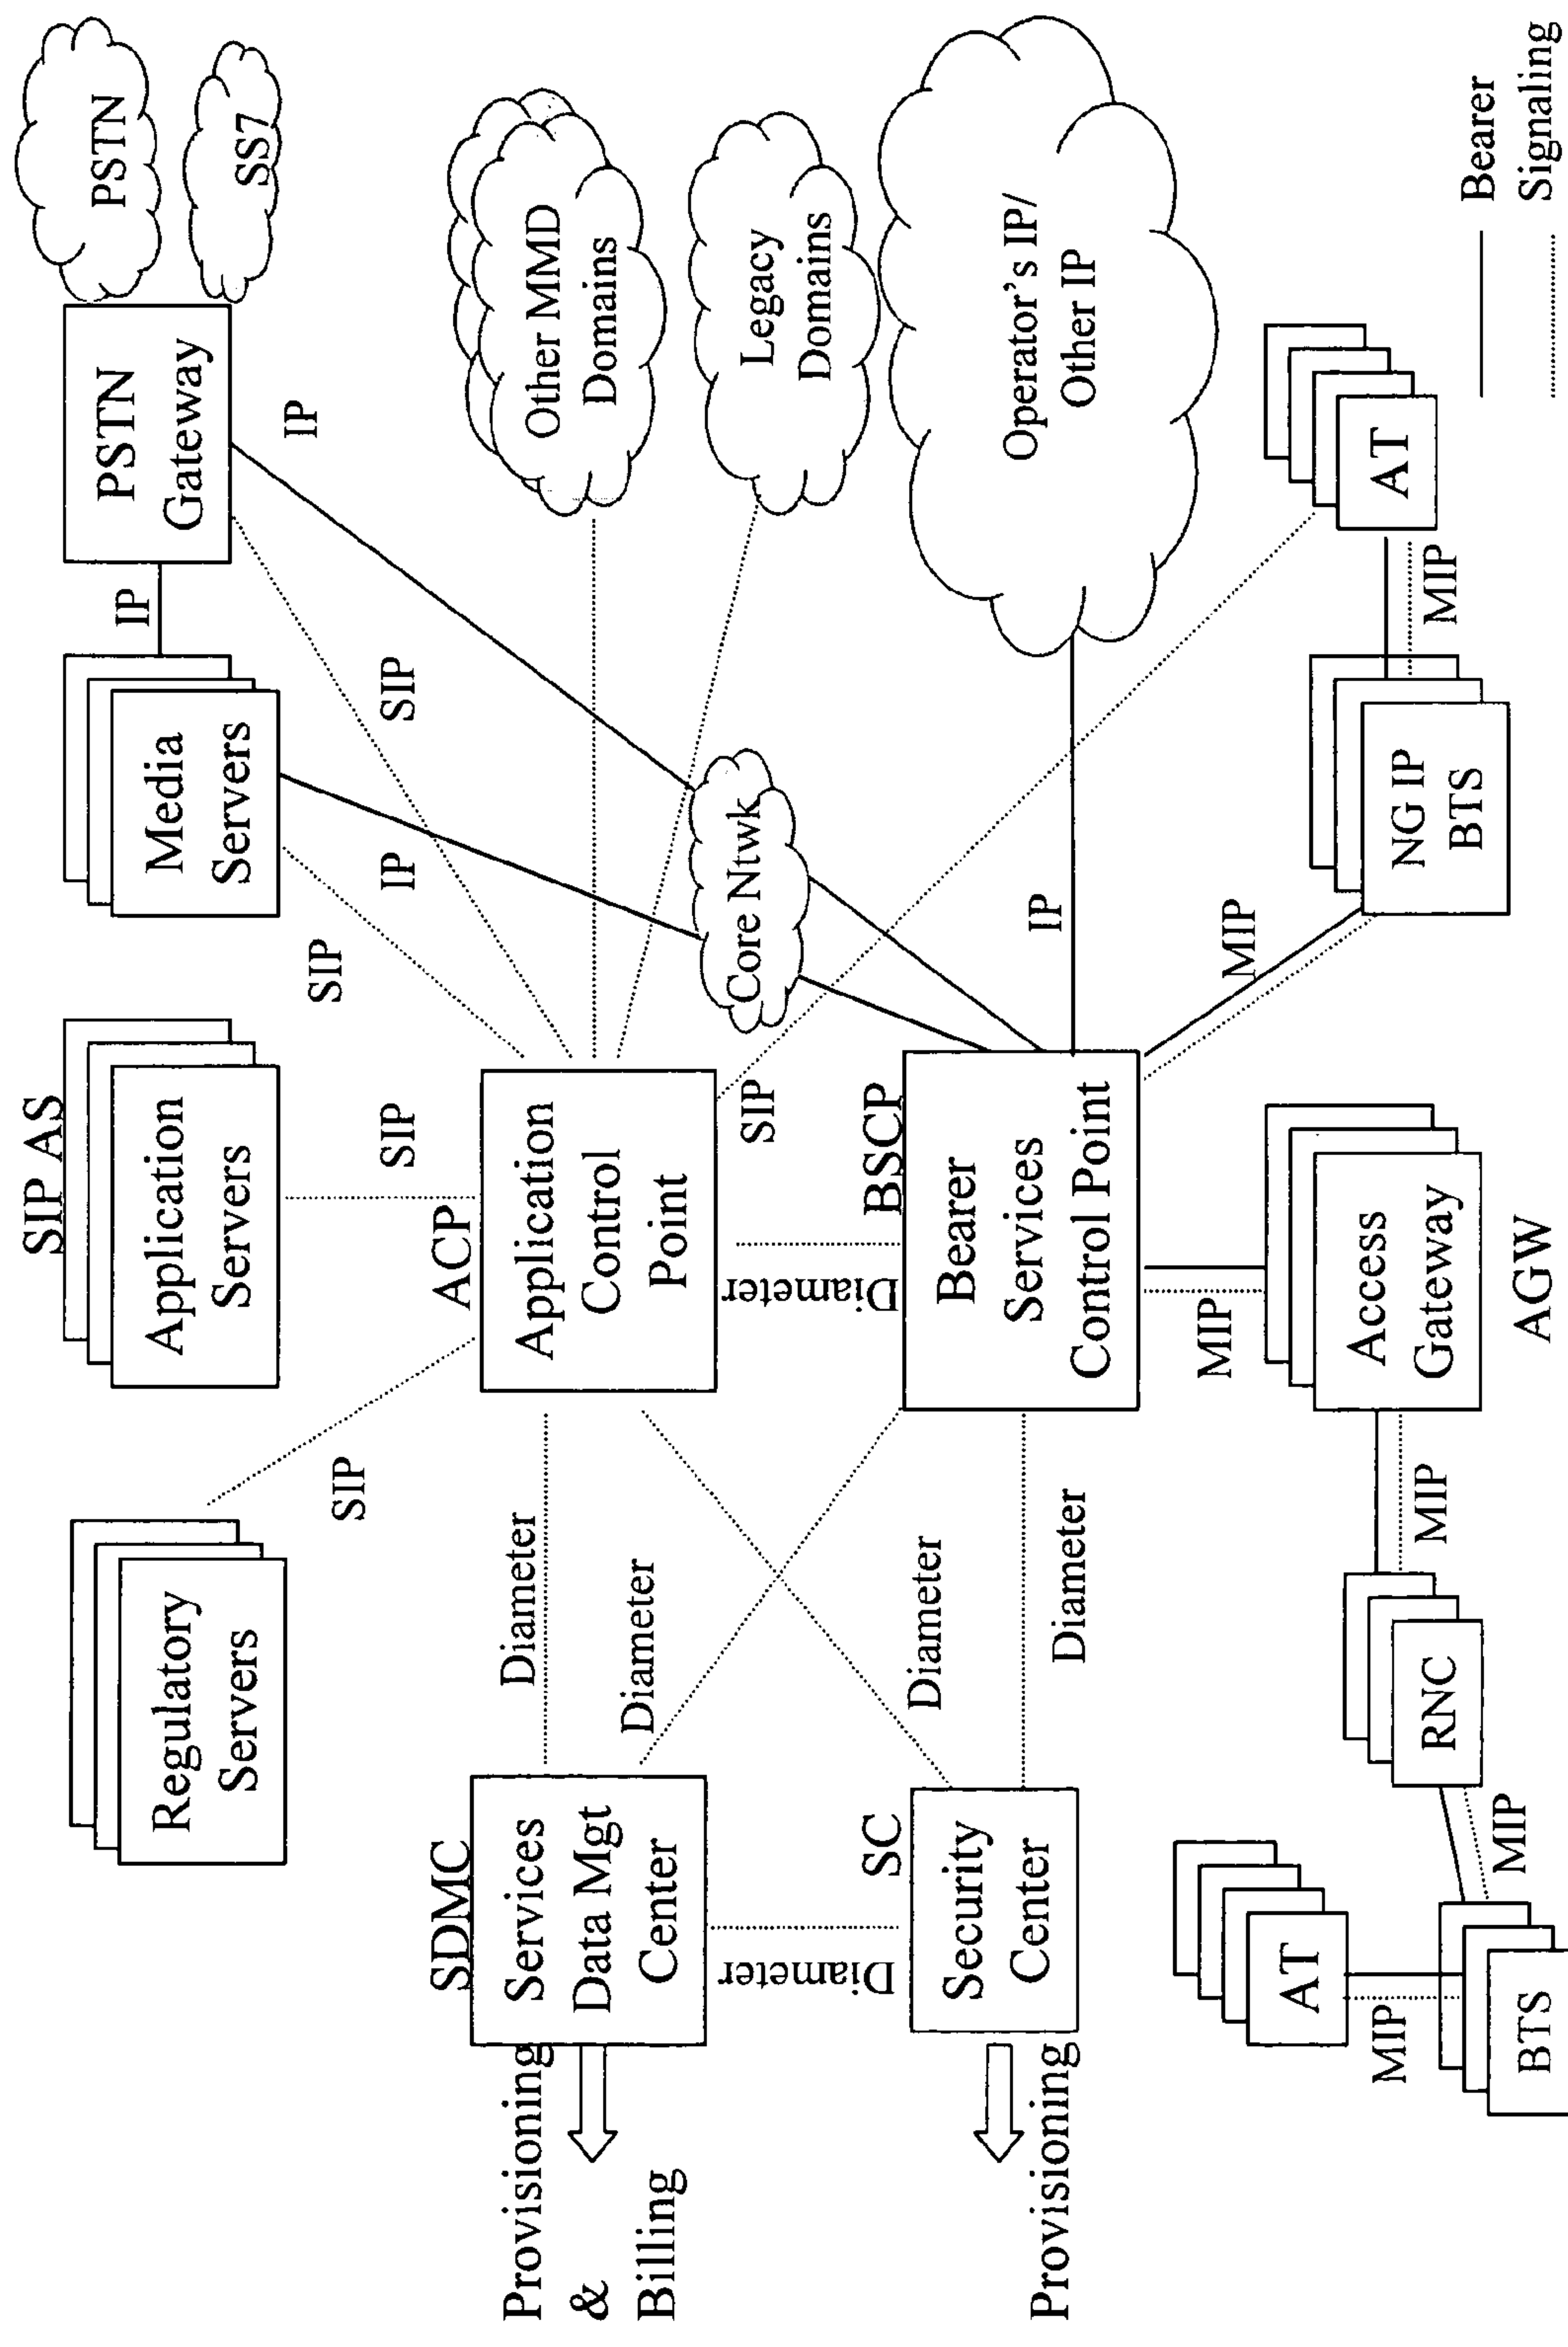 SIP AS
Regulatory
Servers
Application
Servers
Media
Servers
IP
PSTN
Gateway
PSTN
SS7
SIP
SIP
SIP
IP
SIP
IP
SDMC
Services
Data Mgt
Center
Provisioning
&
Billing
Diameter
Diameter
ACP
Application
Control
Point
Other MMD
Domains
Legacy
Domains
Core Ntwk
SIP
Diameter
Diameter
SC
Security
Center
Provisioning
Diameter
Diameter
BSCP
Bearer
Services
Control Point
IP
Operator's IP/
Other IP
MIP
MIP
AT
MIP
BTS
MIP
RNC
MIP
Access
Gateway
AGW
NG IP
BTS
MIP
AT
Bearer
Signaling